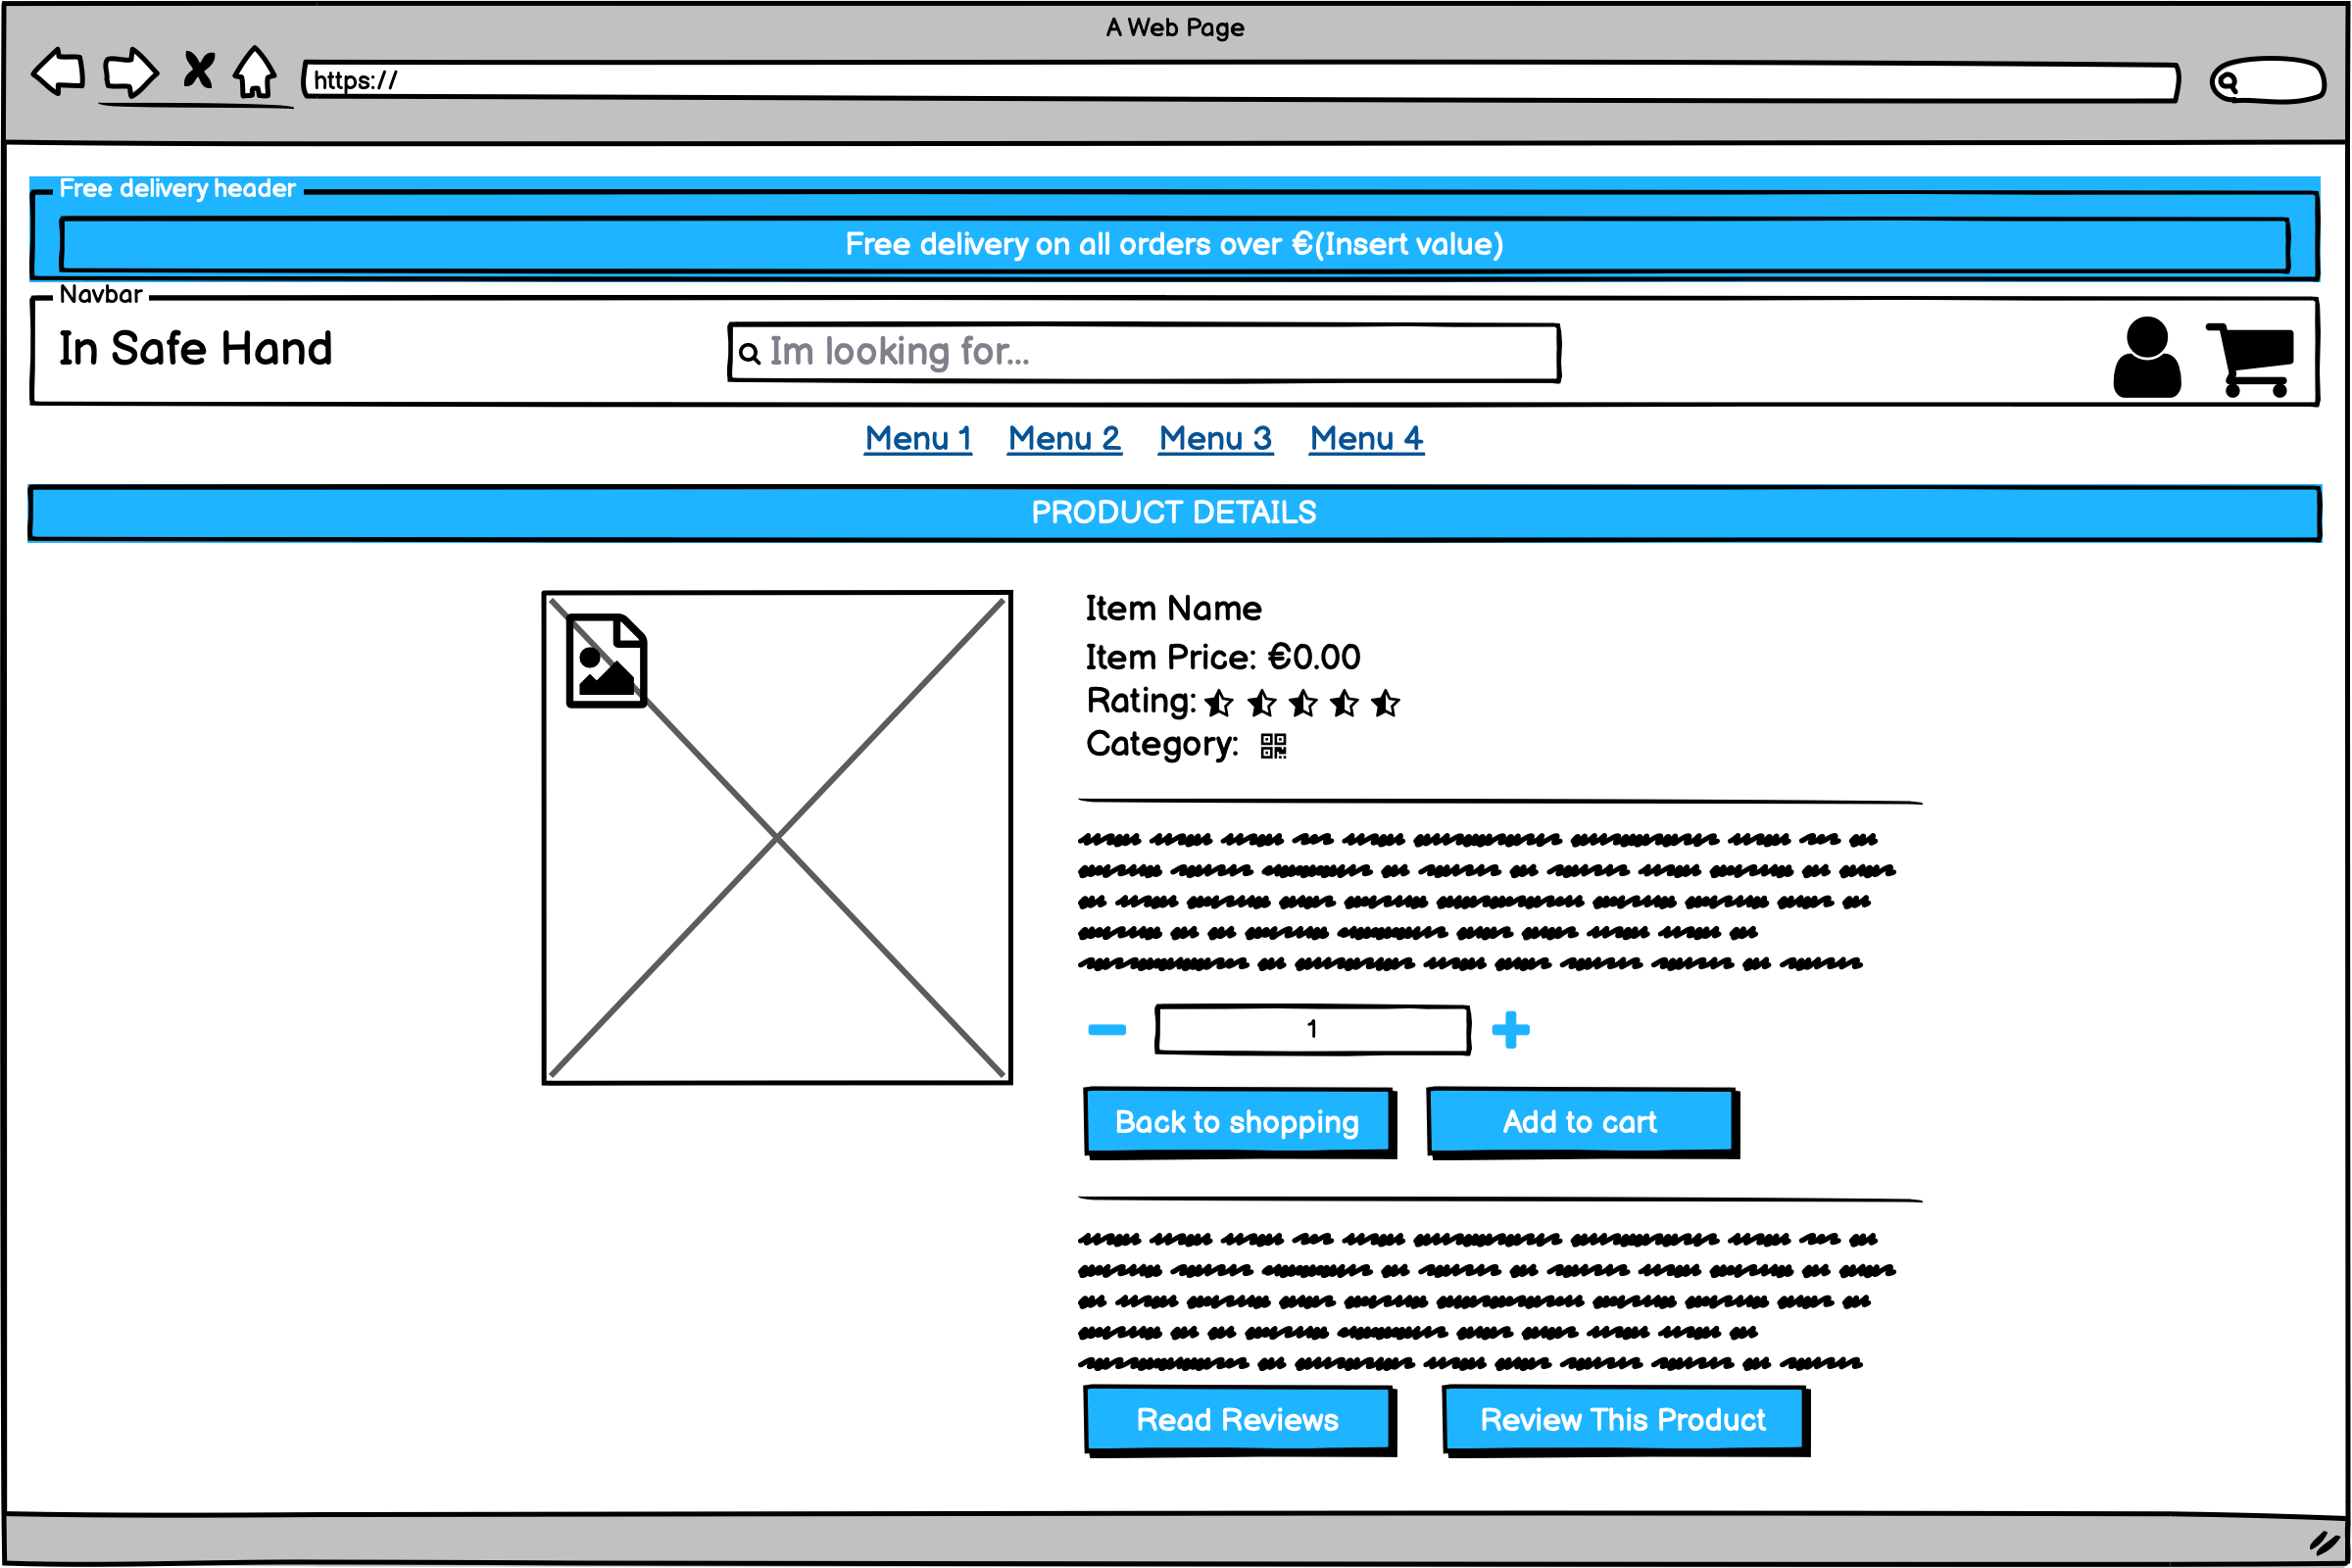 A Web Page
https://
Free delivery header
Free delivery on all orders over €(Insert value)
Navbar
In Safe Hand
Im looking for...
Menu 1 Menu 2 Menu 3 Menu 4
PRODUCT DETAILS
Item Name
Item Price: €0.00
Rating:
Category:
1
Back to shopping
Add to cart
Read Reviews
Review This Product